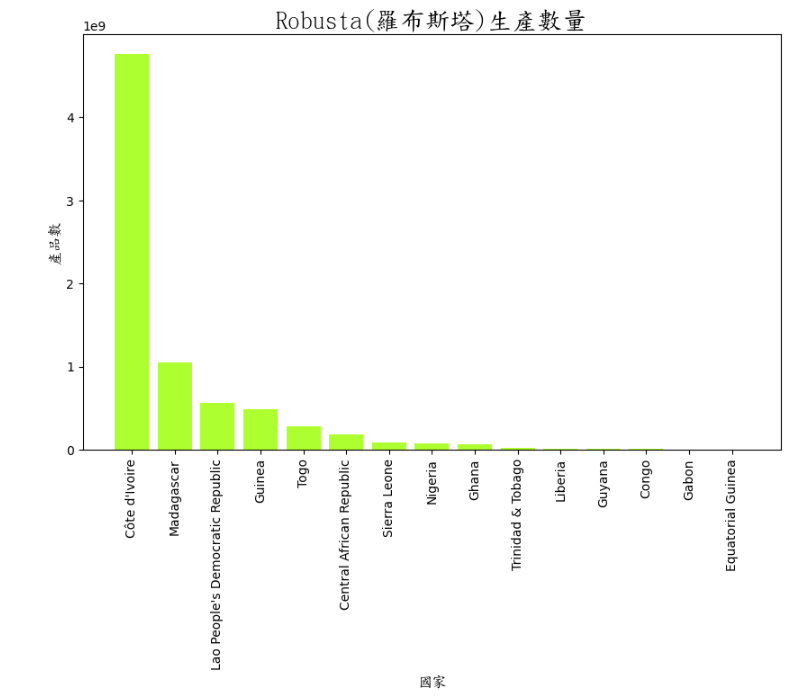 Robusta(羅布斯塔)生產數量
1e9
4
3
2
1
0
產品數
Côte d'Ivoire
Madagascar
Lao People's Democratic Republic
Guinea
Togo
Central African Republic
Sierra Leone
Nigeria
Ghana
Trinidad & Tobago
Liberia
Guyana
Congo
Gabon
Equatorial Guinea
國家